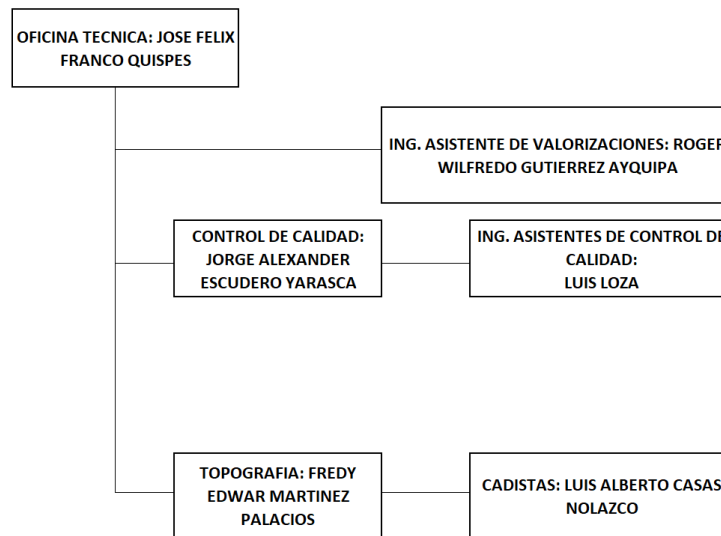 OFICINA TECNICA: JOSE FELIX
FRANCO QUISPES
ING. ASISTENTE DE VALORIZACIONES: ROGER
WILFREDO GUTIERREZ AYQUIPA
CONTROL DE CALIDAD:
JORGE ALEXANDER
ESCUDERO YARASCA
ING. ASISTENTES DE CONTROL DE
CALIDAD:
LUIS LOZA
TOPOGRAFIA: FREDY
EDWAR MARTINEZ
PALACIOS
CADISTAS: LUIS ALBERTO CASAS
NOLAZCO